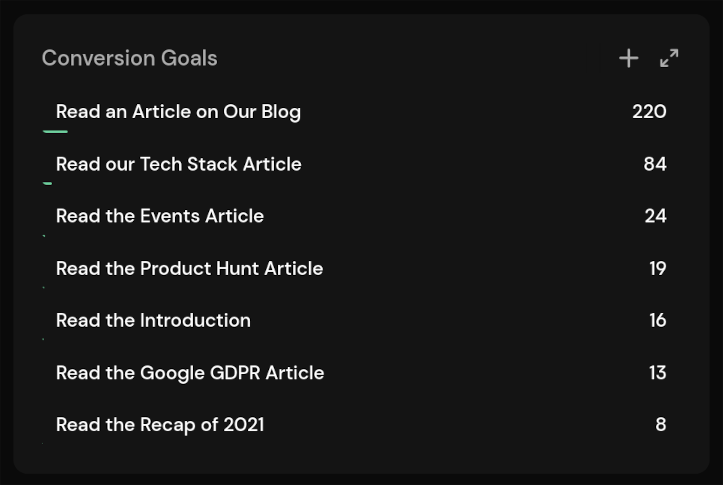 Conversion Goals
Read an Article on Our Blog 220
Read our Tech Stack Article 84
Read the Events Article 24
Read the Product Hunt Article 19
Read the Introduction 16
Read the Google GDPR Article 13
Read the Recap of 2021 8